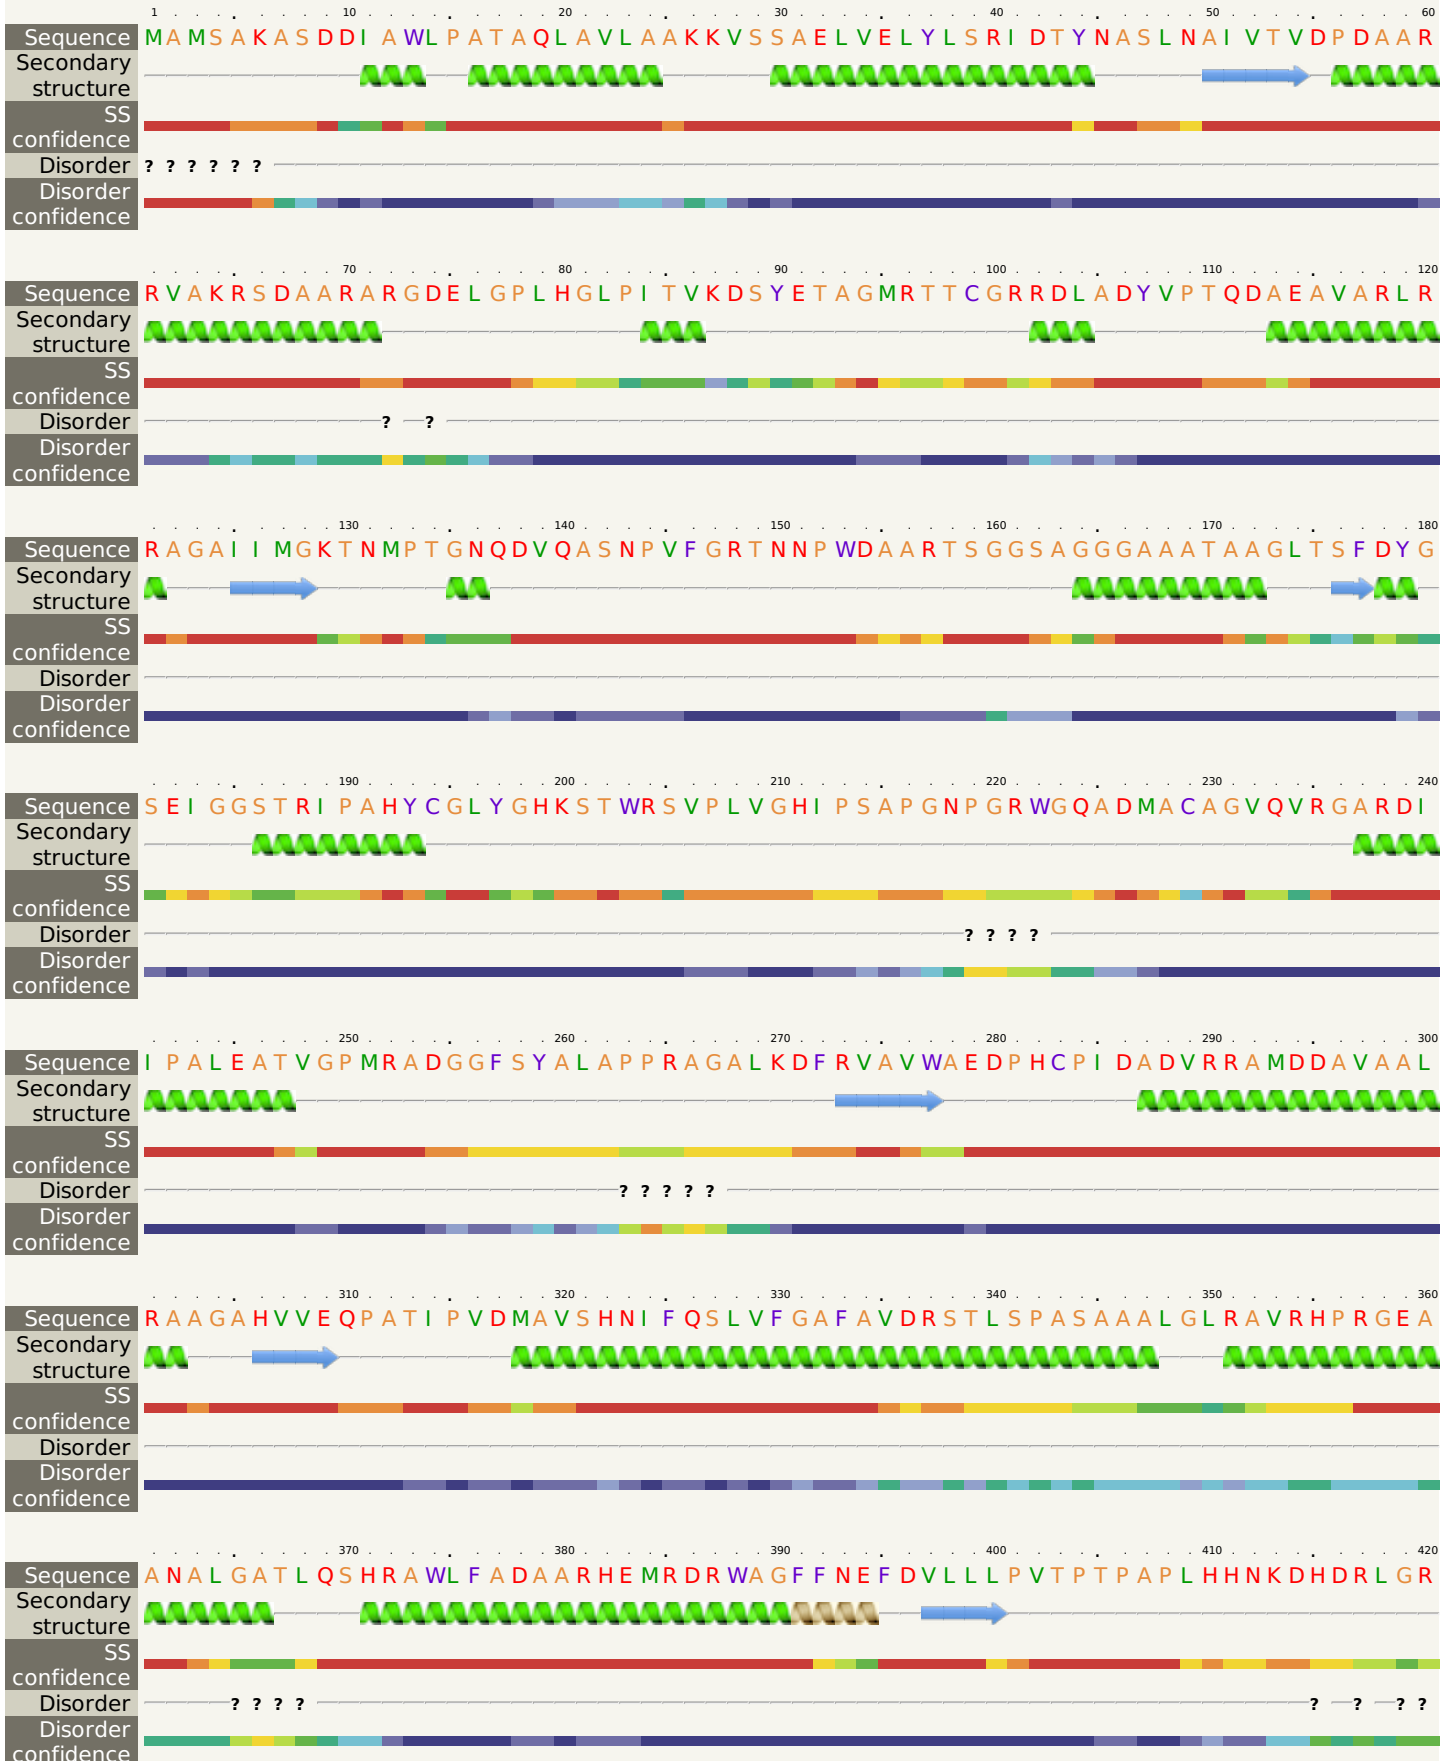 1 10 20 30 40 50 60
Sequence MAMSAKASDDIAWLPATAQLAVLAAKKVSSAELVELYLSRIDTYNASLNAIVTVDPDAAR
Secondary
structure
SS
confidence
Disorder ? ? ? ? ? ?
Disorder
confidence
70 80 90 100 110 120
Sequence RVAKRSDAARARGDELGPLHGLPITVKDSYETAGMRTTCGRRDLADYVPTQDAEAVARLR
Secondary
structure
SS
confidence
Disorder ? ?
Disorder
confidence
130 140 150 160 170 180
Sequence RAGAIIMGKTNMPTGNQDVQASNPVFGRTNNPWDAARTSGGSAGGGAAATAAGLTSFDYG
Secondary
structure
SS
confidence
Disorder
Disorder
confidence
190 200 210 220 230 240
Sequence SEIGGSTRIPAHYCGLYGHKSTWRSVPLVGHIPSAPGNPGRWGQADMACAGVQVRGARDI
Secondary
structure
SS
confidence
Disorder ? ? ? ?
Disorder
confidence
250 260 270 280 290 300
Sequence IPALEATVGPMRADGGFSYALAPPRAGALKDFRVAVWAEDPHCPIDADVRRAMDDAVAAL
Secondary
structure
SS
confidence
Disorder ? ? ? ? ?
Disorder
confidence
310 320 330 340 350 360
Sequence RAAGAHVVEQPATIPVDMAVSHNIFQSLVFGAFAVDRSTLSPASAAALGLRAVRHPRGEA
Secondary
structure
SS
confidence
Disorder
Disorder
confidence
370 380 390 400 410 420
Sequence ANALGATLQSHRAWLFADAARHEMRDRWAGFFNEFDVLLLPVTPTPAPLHHNKDHDRLGR
Secondary
structure
SS
confidence
Disorder ? ? ? ? ? ? ? ?
Disorder
confidence